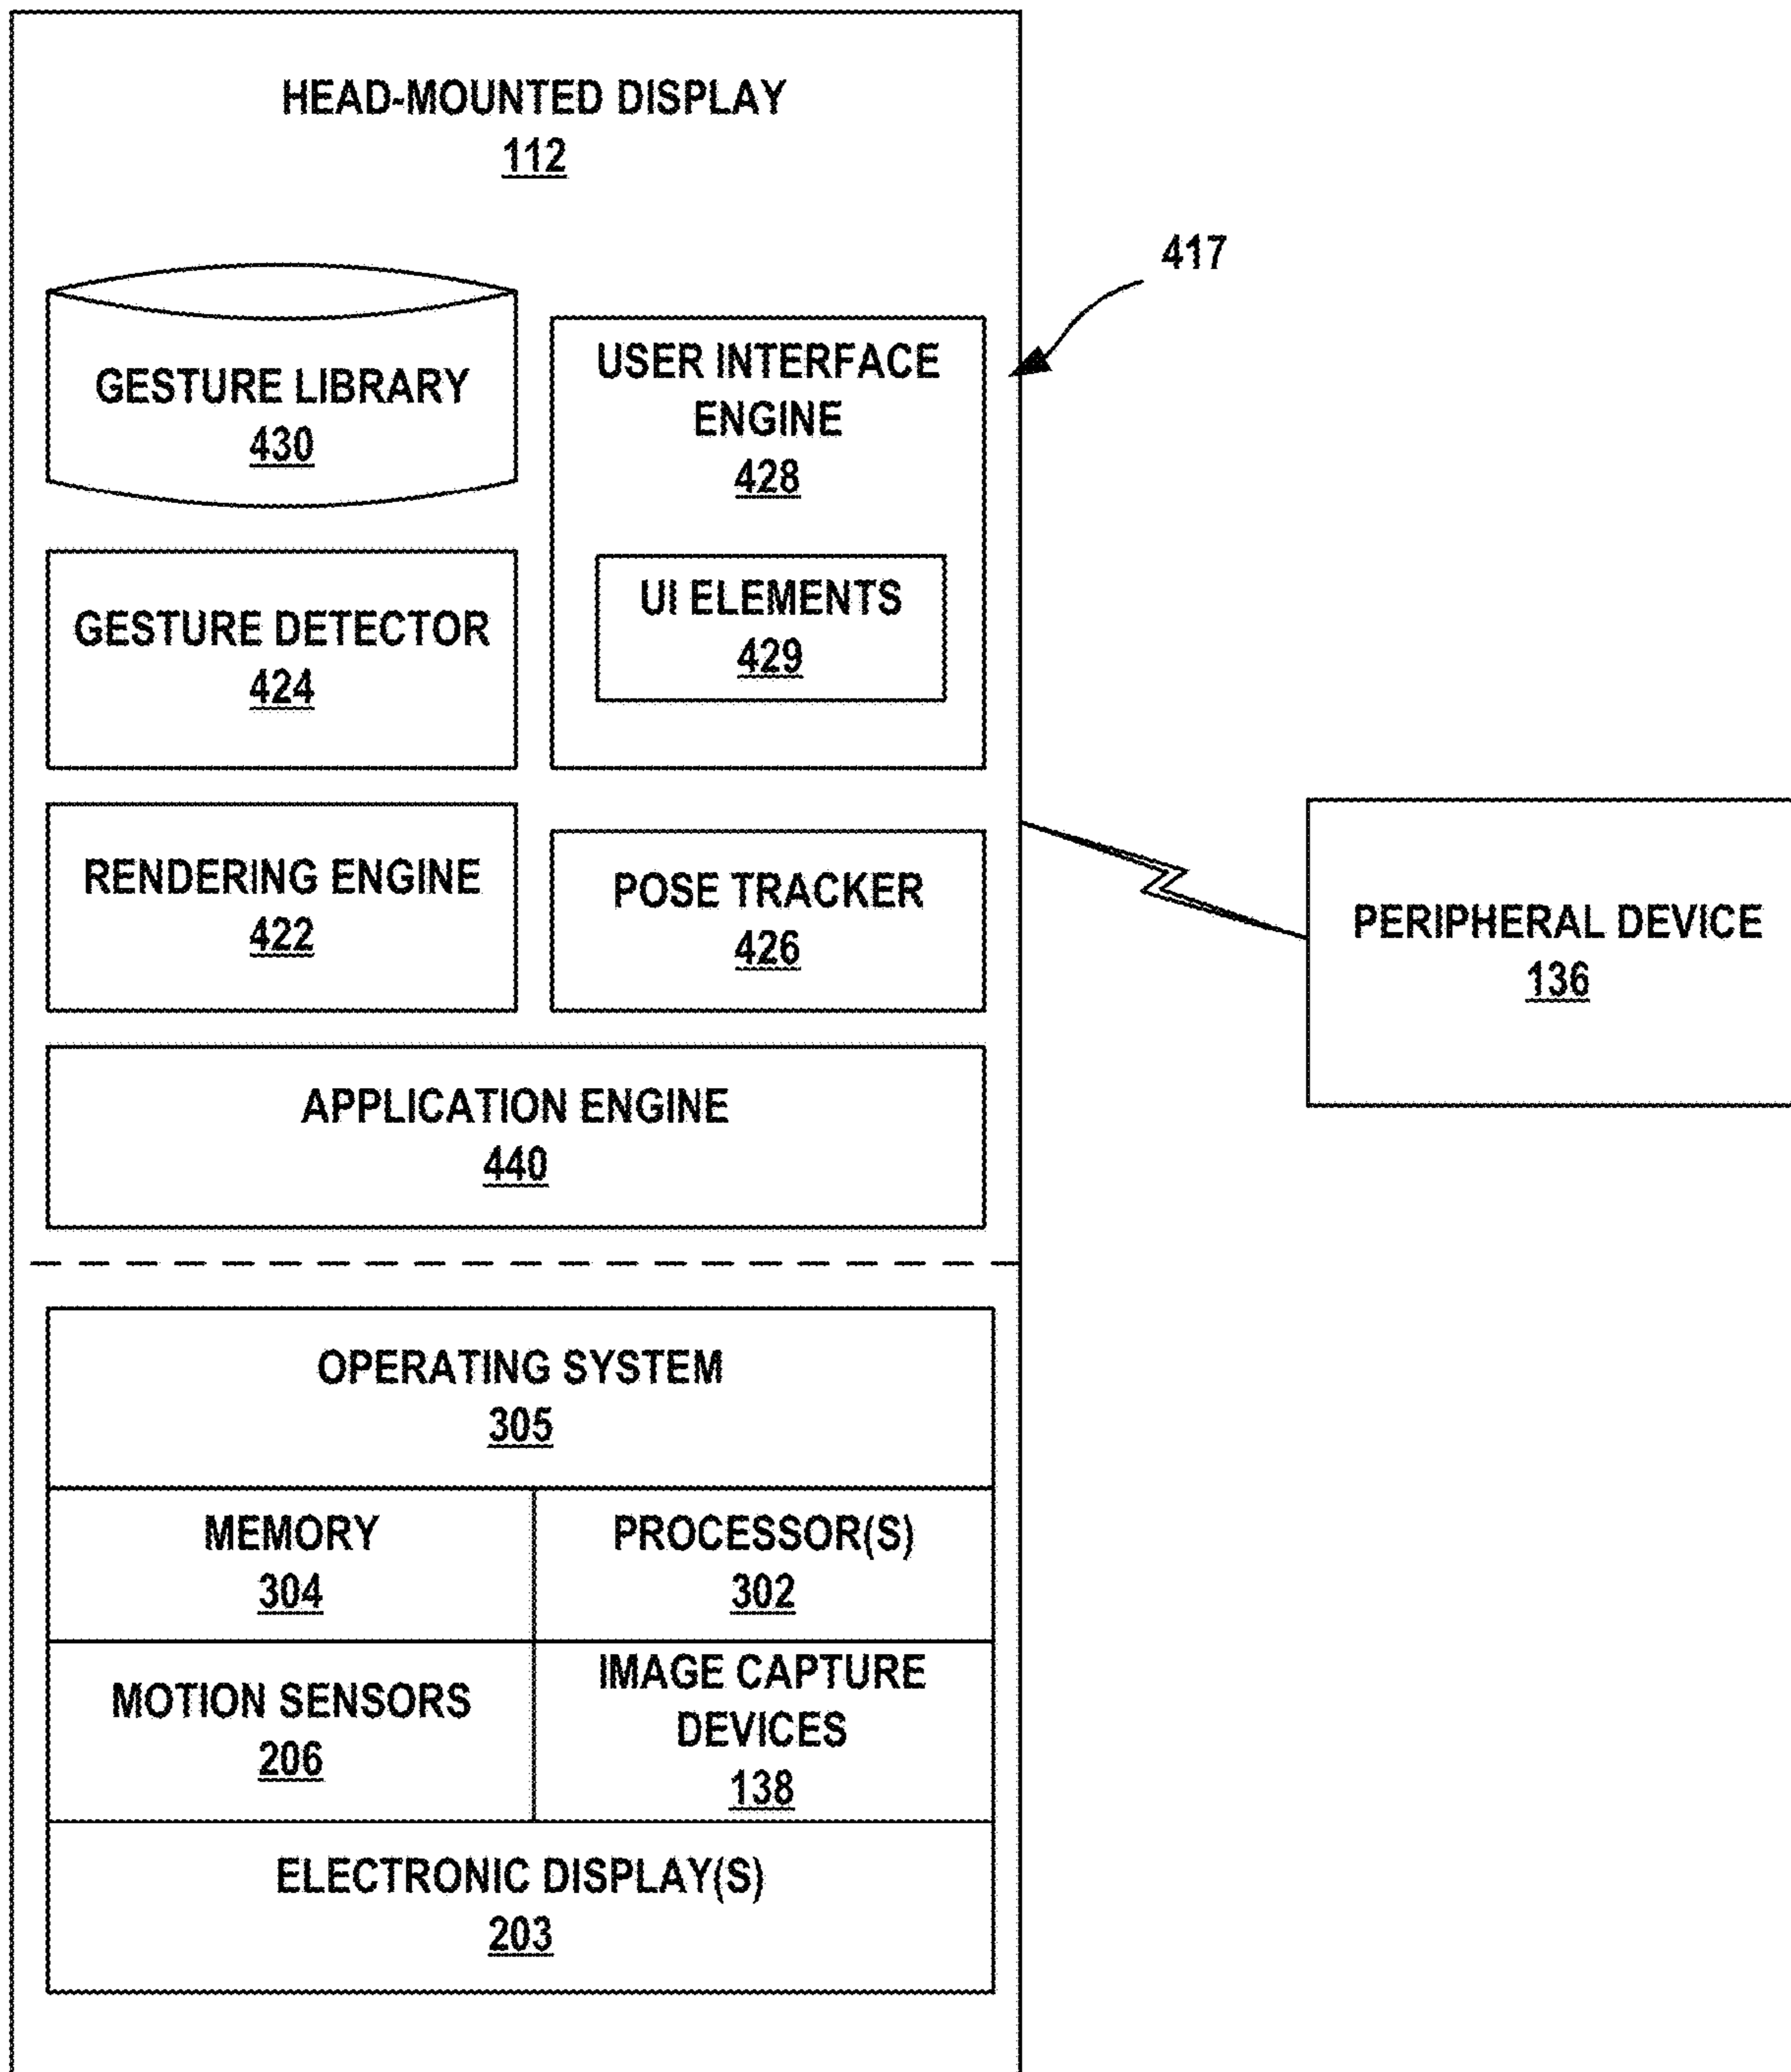 HEAD-MOUNTED DISPLAY
112
417
GESTURE LIBRARY
430
USER INTERFACE
ENGINE
428
UI ELEMENTS
429
GESTURE DETECTOR
424
RENDERING ENGINE
422
POSE TRACKER
426
PERIPHERAL DEVICE
136
APPLICATION ENGINE
440
OPERATING SYSTEM
305
MEMORY
304
PROCESSOR(S)
302
MOTION SENSORS
206
IMAGE CAPTURE
DEVICES
138
ELECTRONIC DISPLAY(S)
203